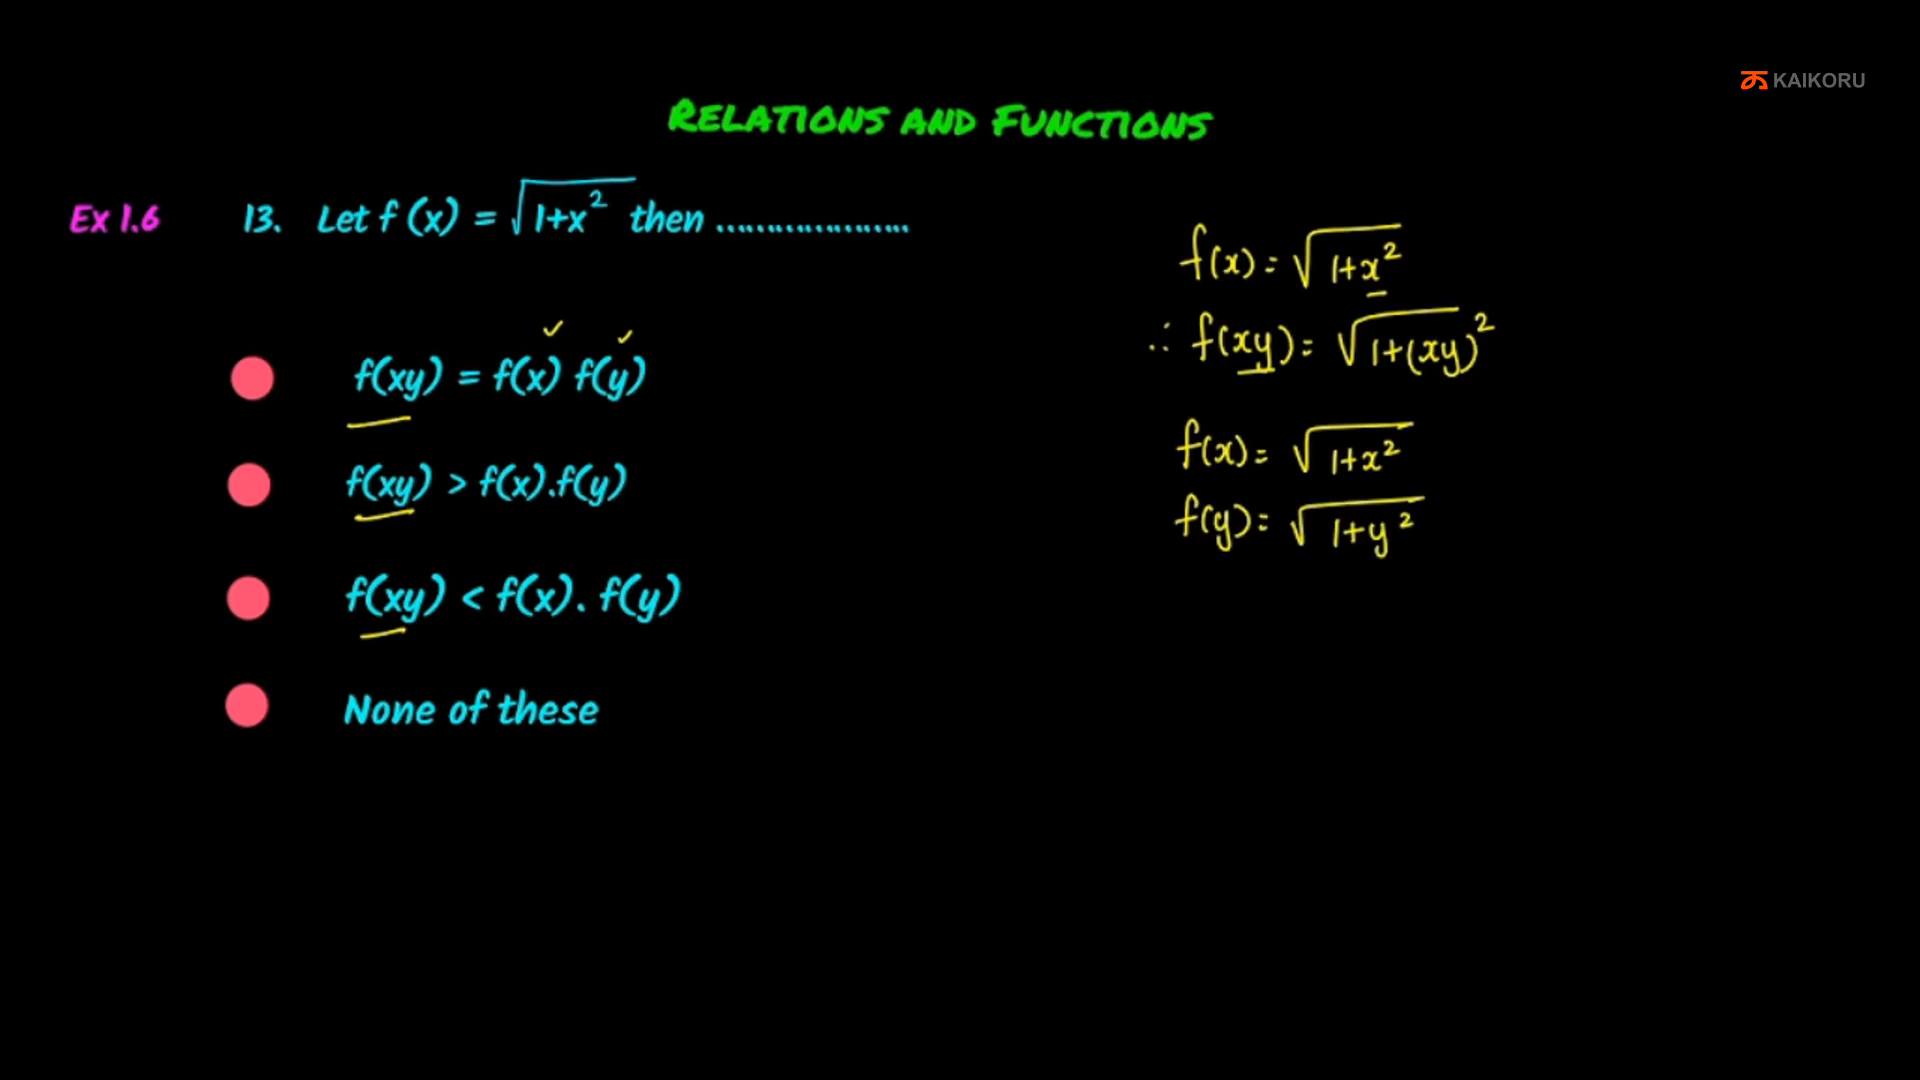 KAIKORU
RELATIONS AND FUNCTIONS
Ex 1.6 13. Let f (x) = √1+x² then ....................
f(xy) = f(x) f(y)
f(xy) > f(x).f(y)
f(xy) < f(x). f(y)
None of these
f(x) = √1+x²
∴ f(xy) = √1+(xy)²
f(x) = √1+x²
f(y) = √1+y²